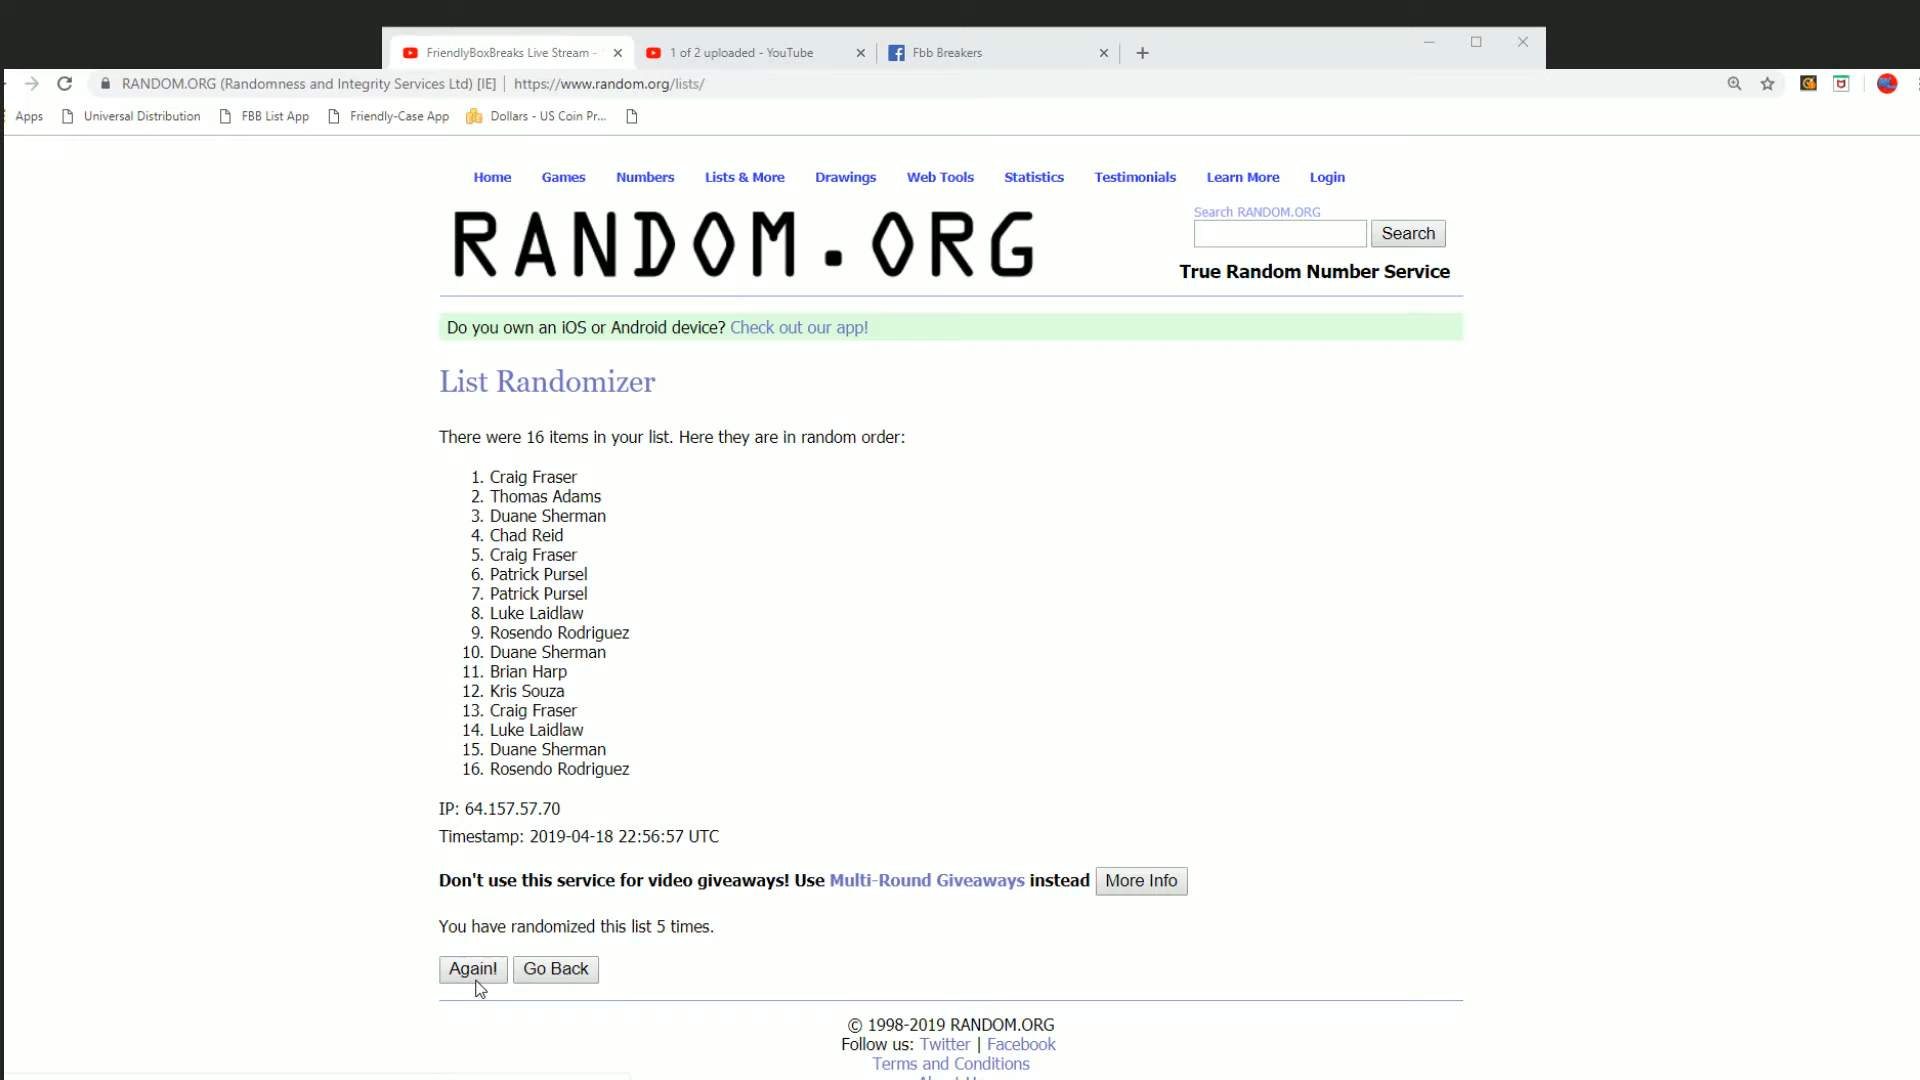 FriendlyBoxBreaks Live Stream -
1 of 2 uploaded - YouTube
Fbb Breakers
RANDOM.ORG (Randomness and Integrity Services Ltd) [IE] | https://www.random.org/lists/
Apps
Universal Distribution
FBB List App
Friendly-Case App
Dollars - US Coin Pr...
Home
Games
Numbers
Lists & More
Drawings
Web Tools
Statistics
Testimonials
Learn More
Login
RANDOM.ORG
Search RANDOM.ORG
Search
True Random Number Service
Do you own an iOS or Android device? Check out our app!
List Randomizer
There were 16 items in your list. Here they are in random order:
1. Craig Fraser
2. Thomas Adams
3. Duane Sherman
4. Chad Reid
5. Craig Fraser
6. Patrick Pursel
7. Patrick Pursel
8. Luke Laidlaw
9. Rosendo Rodriguez
10. Duane Sherman
11. Brian Harp
12. Kris Souza
13. Craig Fraser
14. Luke Laidlaw
15. Duane Sherman
16. Rosendo Rodriguez
IP: 64.157.57.70
Timestamp: 2019-04-18 22:56:57 UTC
Don't use this service for video giveaways! Use Multi-Round Giveaways instead
More Info
You have randomized this list 5 times.
Again!
Go Back
© 1998-2019 RANDOM.ORG
Follow us: Twitter | Facebook
Terms and Conditions